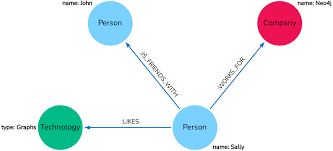 name: John
name: Neo4j
Person
Company
:IS_FRIENDS_WITH
:WORKS_FOR
:LIKES
type: Graphs
Technology
Person
name: Sally